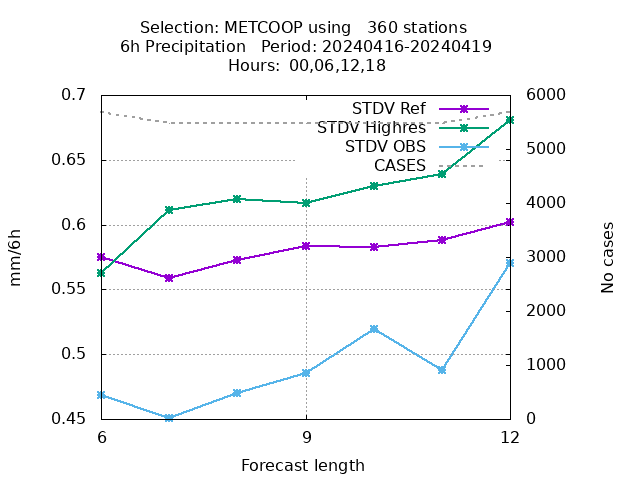 Selection: METCOOP using   360 stations
6h Precipitation   Period: 20240416-20240419
Hours: 00,06,12,18
0.7
0.65
0.6
0.55
0.5
0.45
6000
5000
4000
3000
2000
1000
0
6
9
12
mm/6h
No cases
Forecast length
STDV Ref
STDV Highres
STDV OBS
CASES